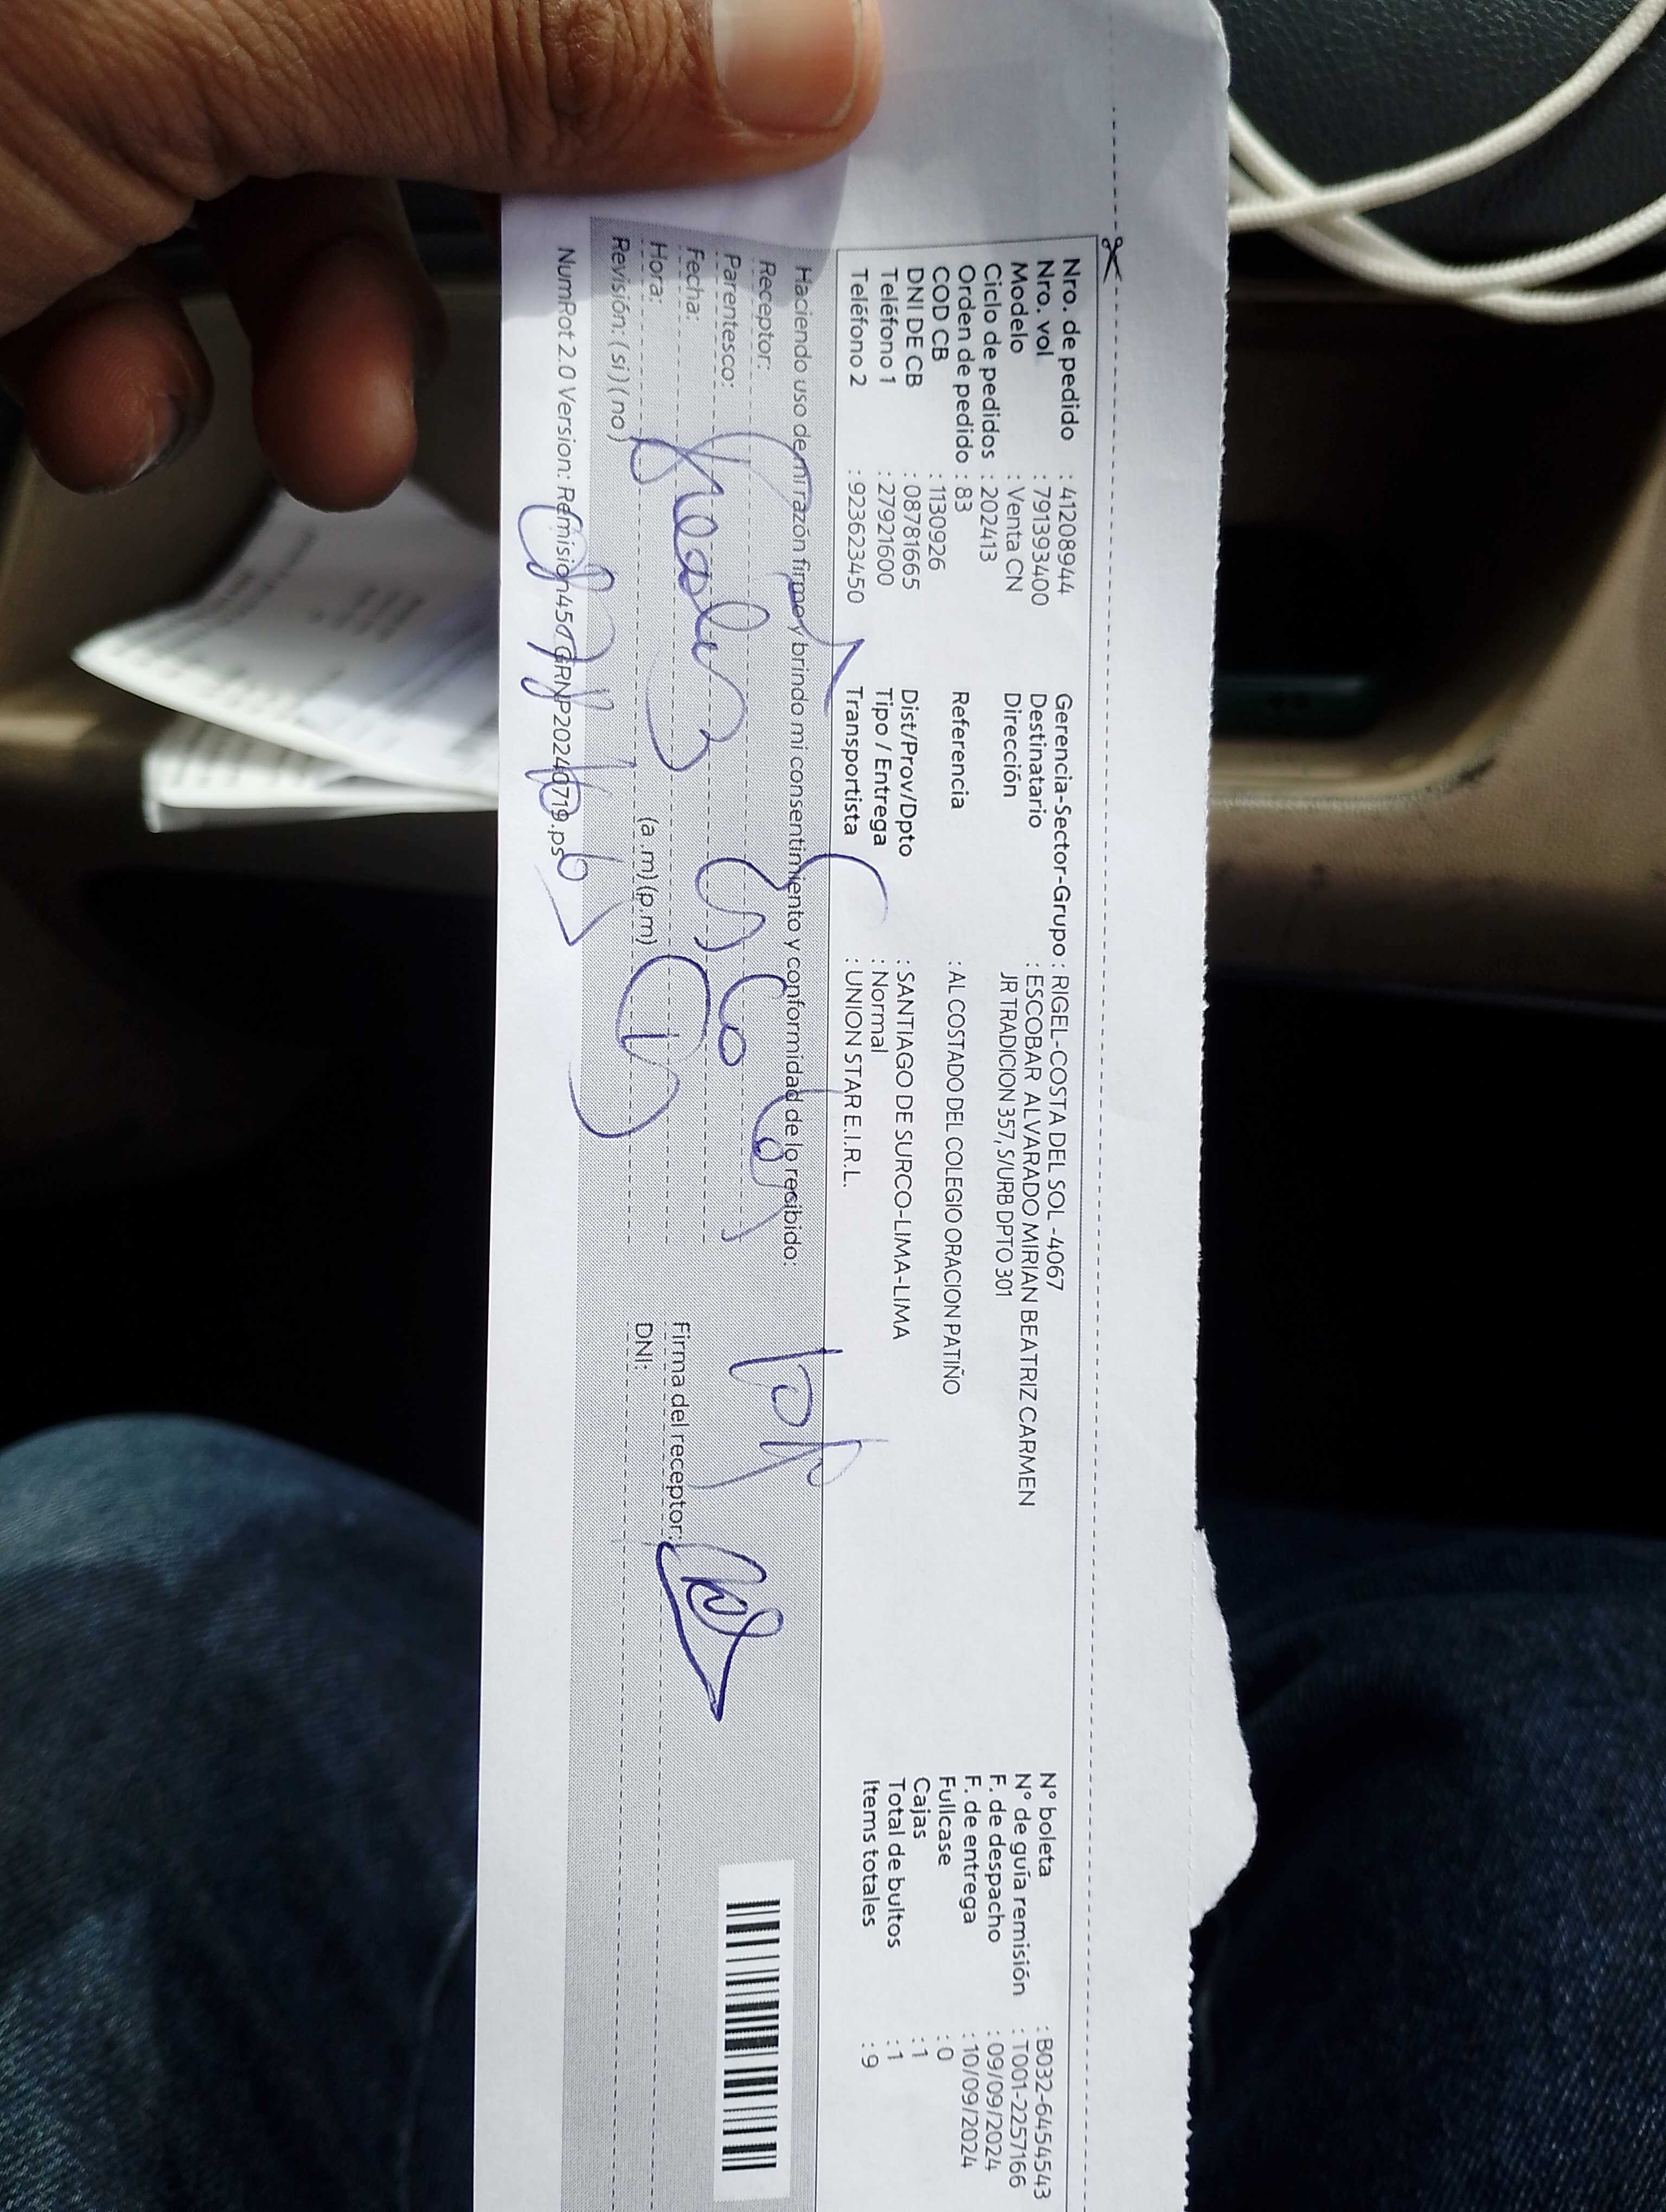 Nro. de pedido : 41208944
Nro. vol : 791393400
Modelo : Venta CN
Ciclo de pedidos : 202413
Orden de pedido : 83
COD CB : 1130926
DNI DE CB : 08781665
Teléfono 1 : 27921600
Teléfono 2 : 923623450
Gerencia-Sector-Grupo : RIGEL-COSTA DEL SOL -4067
Destinatario : ESCOBAR ALVARADO MIRIAN BEATRIZ CARMEN
Dirección JR TRADICION 357, S/URB DPTO 301
Referencia : AL COSTADO DEL COLEGIO ORACION PATIÑO
Dist/Prov/Dpto : SANTIAGO DE SURCO-LIMA-LIMA
Tipo / Entrega : Normal
Transportista : UNION STAR E.I.R.L.
N° boleta : B032-6454543
N° de guía remisión : T001-2257166
F. de despacho : 09/09/2024
F. de entrega : 10/09/2024
Fullcase : 0
Cajas : 1
Total de bultos : 1
Items totales : 9
Haciendo uso de mi razón firmo y brindo mi consentimiento y conformidad de lo recibido:
Receptor:
Parentesco:
Fecha:
Hora: (a.m) (p.m)
Revisión: ( si ) ( no )
Firma del receptor:
DNI:
NumRot 2.0 Version: Remision450GRNP20240719.ps